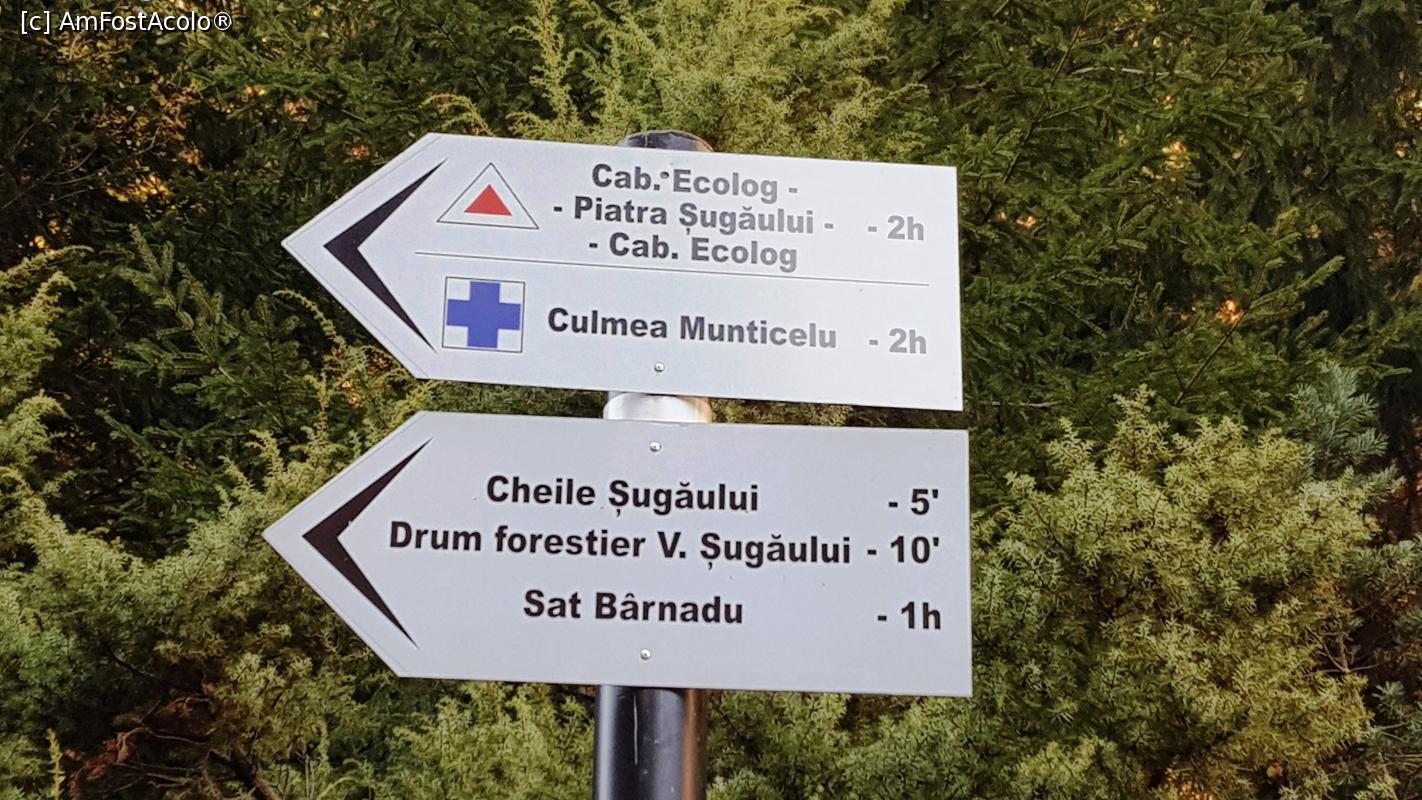 [c] AmFostAcolo®
Cab. Ecolog -
- Piatra Șugăului - - 2h
- Cab. Ecolog
Culmea Munticelu - 2h
Cheile Șugăului - 5'
Drum forestier V. Șugăului - 10'
Sat Bârnadu - 1h